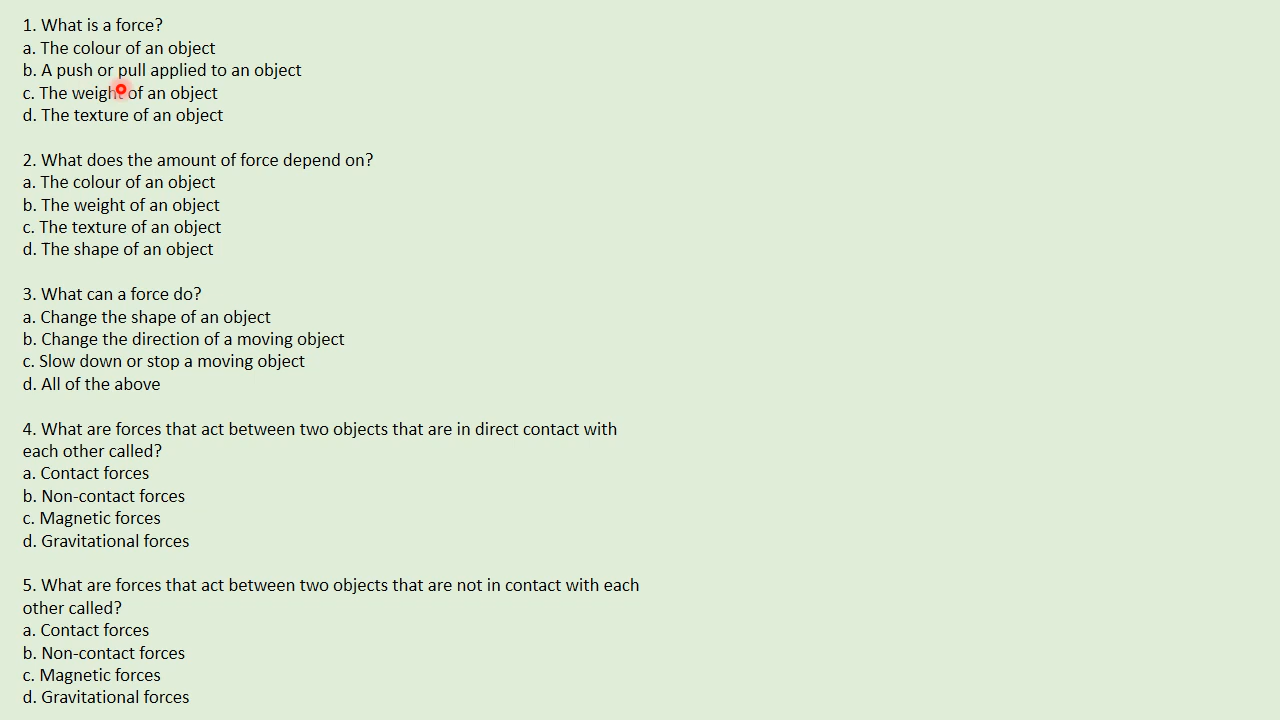 1. What is a force?
a. The colour of an object
b. A push or pull applied to an object
c. The weight of an object
d. The texture of an object
2. What does the amount of force depend on?
a. The colour of an object
b. The weight of an object
c. The texture of an object
d. The shape of an object
3. What can a force do?
a. Change the shape of an object
b. Change the direction of a moving object
c. Slow down or stop a moving object
d. All of the above
4. What are forces that act between two objects that are in direct contact with
each other called?
a. Contact forces
b. Non-contact forces
c. Magnetic forces
d. Gravitational forces
5. What are forces that act between two objects that are not in contact with each
other called?
a. Contact forces
b. Non-contact forces
c. Magnetic forces
d. Gravitational forces